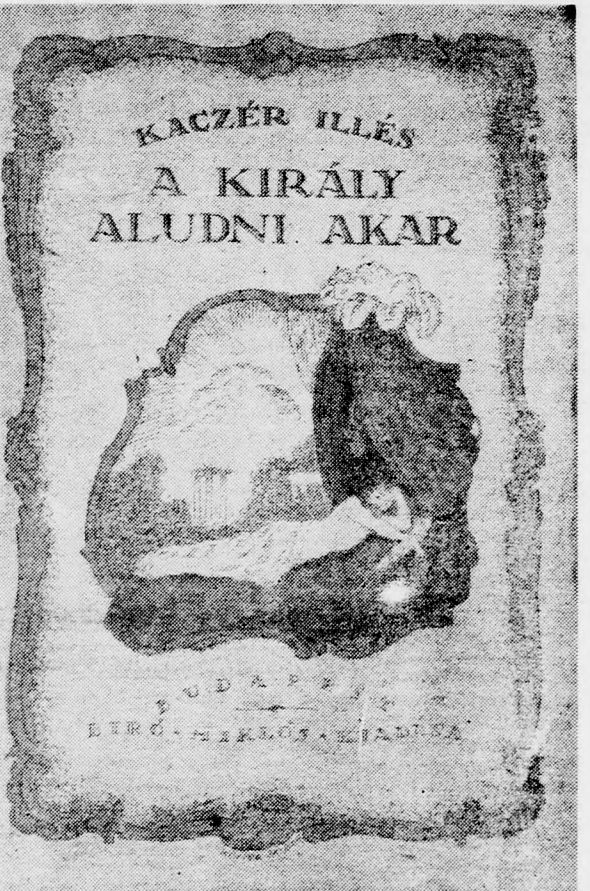 KACZÉR ILLÉS
A KIRÁLY
ALUDNI AKAR
BUDAPEST
BIRÓ · MIKLÓS · KIADÁSA